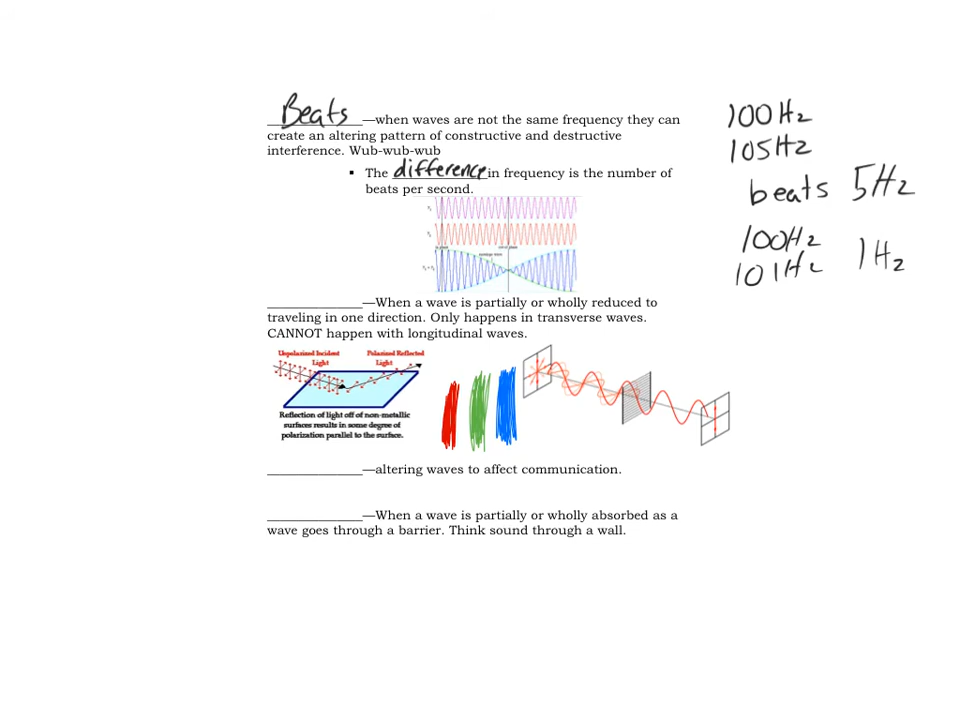 Beats—when waves are not the same frequency they can
create an altering pattern of constructive and destructive
interference. Wub-wub-wub
▪ The difference in frequency is the number of
beats per second.
______________—When a wave is partially or wholly reduced to
traveling in one direction. Only happens in transverse waves.
CANNOT happen with longitudinal waves.
Unpolarized Incident
Light
Polarized Reflected
Light
Reflection of light off of non-metallic
surfaces results in some degree of
polarization parallel to the surface.
______________—altering waves to affect communication.
______________—When a wave is partially or wholly absorbed as a
wave goes through a barrier. Think sound through a wall.
100Hz
105Hz
beats 5Hz
100Hz
101Hz 1Hz